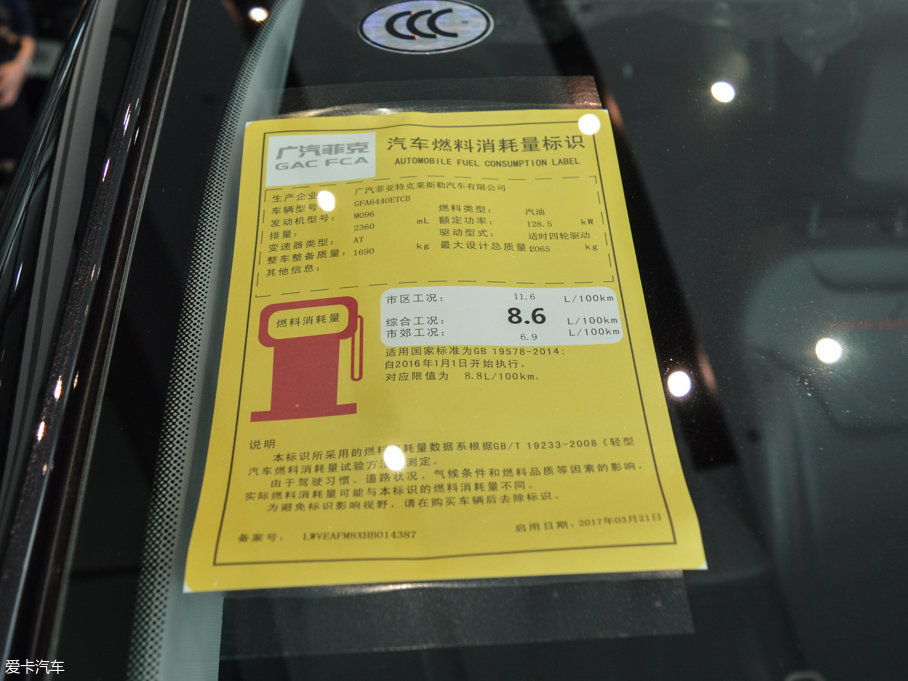 CCC
广汽菲克
GAC FCA
汽车燃料消耗量标识
AUTOMOBILE FUEL CONSUMPTION LABEL
生产企业 广汽菲亚特克莱斯勒汽车有限公司
车辆型号 GFA6440ETCB 燃料类型： 汽油
发动机型号： M096 额定功率： 128.5 kW
排量： 2360 mL 驱动型式： 适时四轮驱动
变速器类型： AT 最大设计总质量 2065 kg
整车整备质量： 1690 kg
其他信息：
燃料消耗量
市区工况： 11.6 L/100km
综合工况： 8.6 L/100km
市郊工况： 6.9 L/100km
适用国家标准为GB 19578-2014；
自2016年1月1日开始执行，
对应限值为 8.8L/100km。
说明
本标识所采用的燃料消耗量数据系根据GB/T 19233-2008《轻型
汽车燃料消耗量试验方法 测定。
由于驾驶习惯、道路状况、气候条件和燃料品质等因素的影响，
实际燃料消耗量可能与本标识的燃料消耗量不同。
为避免标识影响视野，请在购买车辆后去除标识。
备案号： LWVEAFM8XHB014387 启用日期：2017年03月21日
爱卡汽车